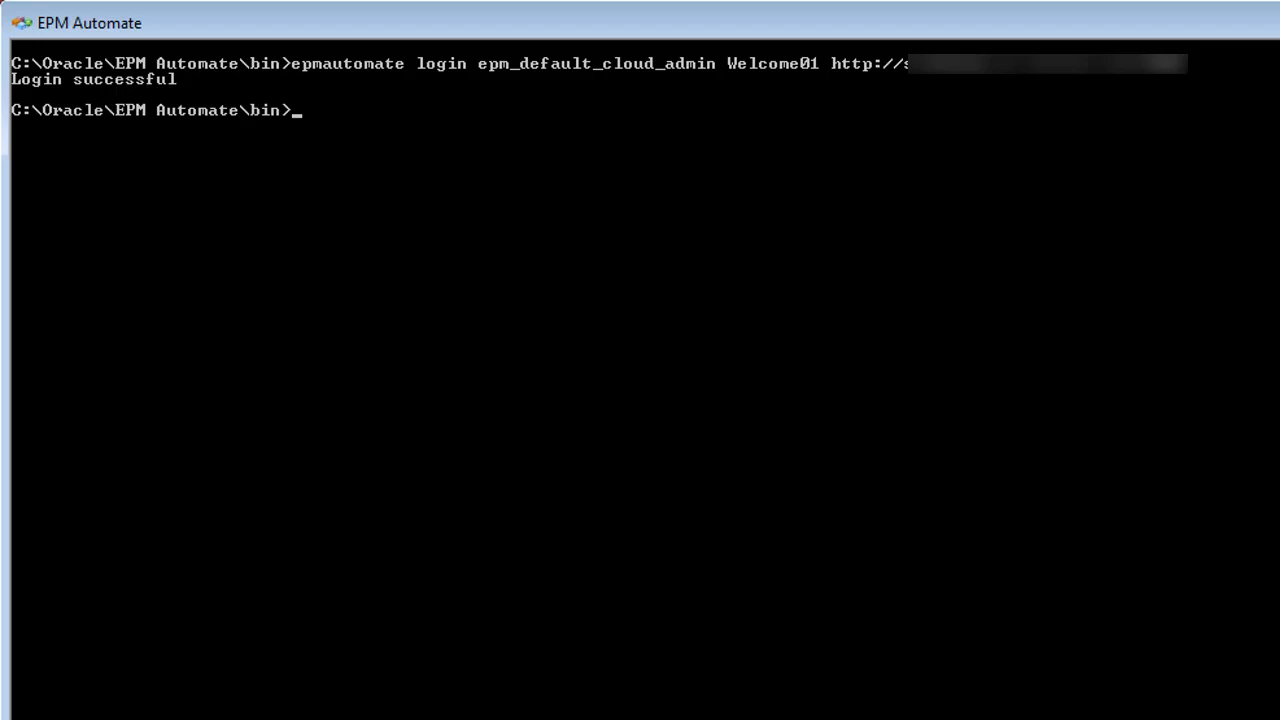 EPM Automate
C:\Oracle\EPM Automate\bin>epmautomate login epm_default_cloud_admin Welcome01 http://s
Login successful
C:\Oracle\EPM Automate\bin>_